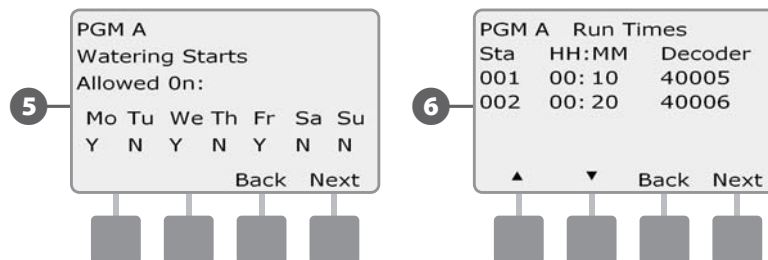 5
PGM A
Watering Starts
Allowed 0n:
Mo Tu We Th Fr Sa Su
Y N Y N Y N N
Back Next
6
PGM A Run Times
Sta HH:MM Decoder
001 00: 10 40005
002 00: 20 40006
▲ ▼ Back Next